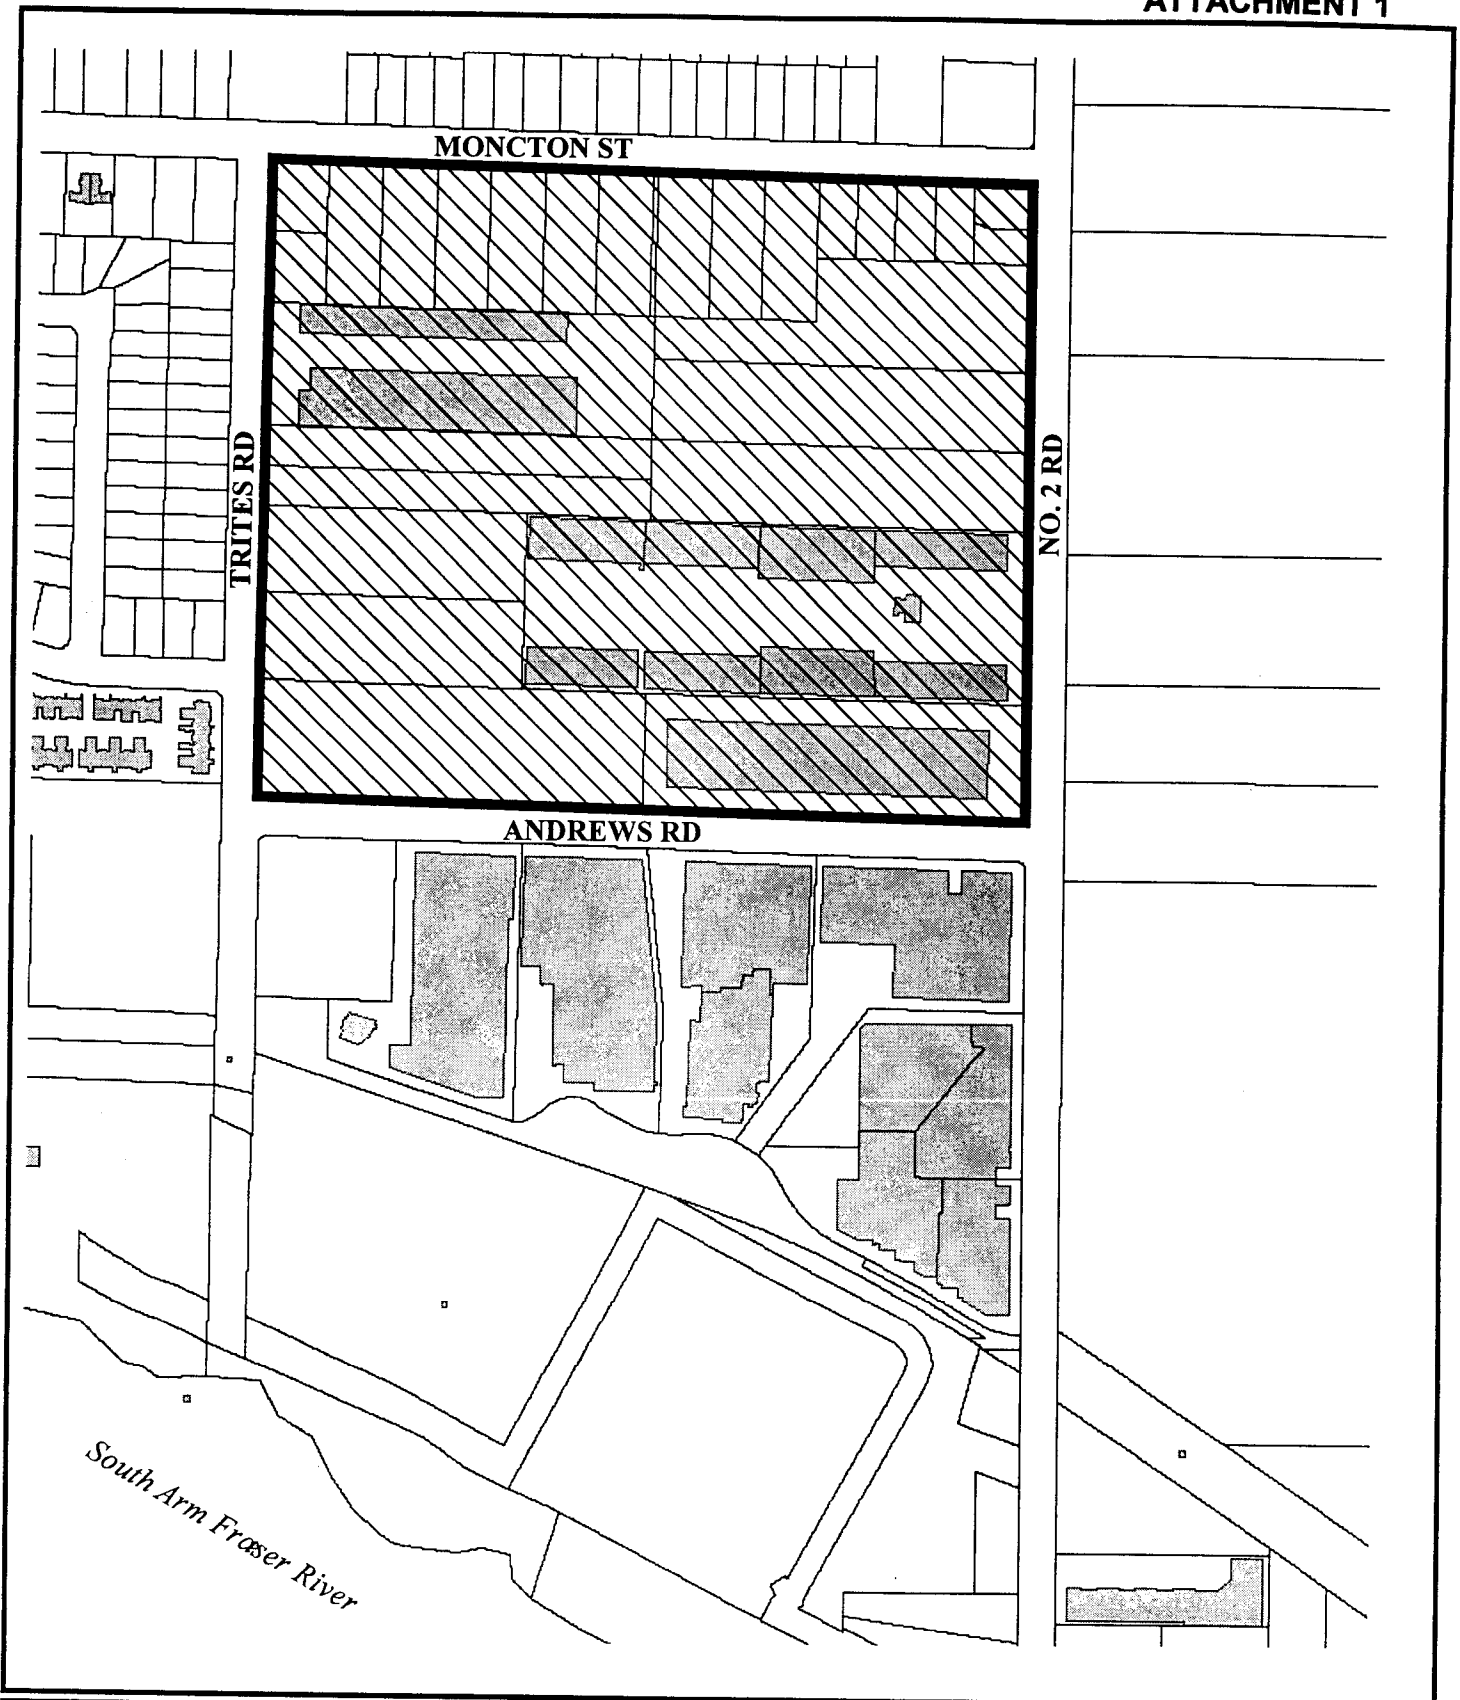 ATTACHMENT 1
MONCTON ST
TRITES RD
NO. 2 RD
ANDREWS RD
South Arm Fraser River